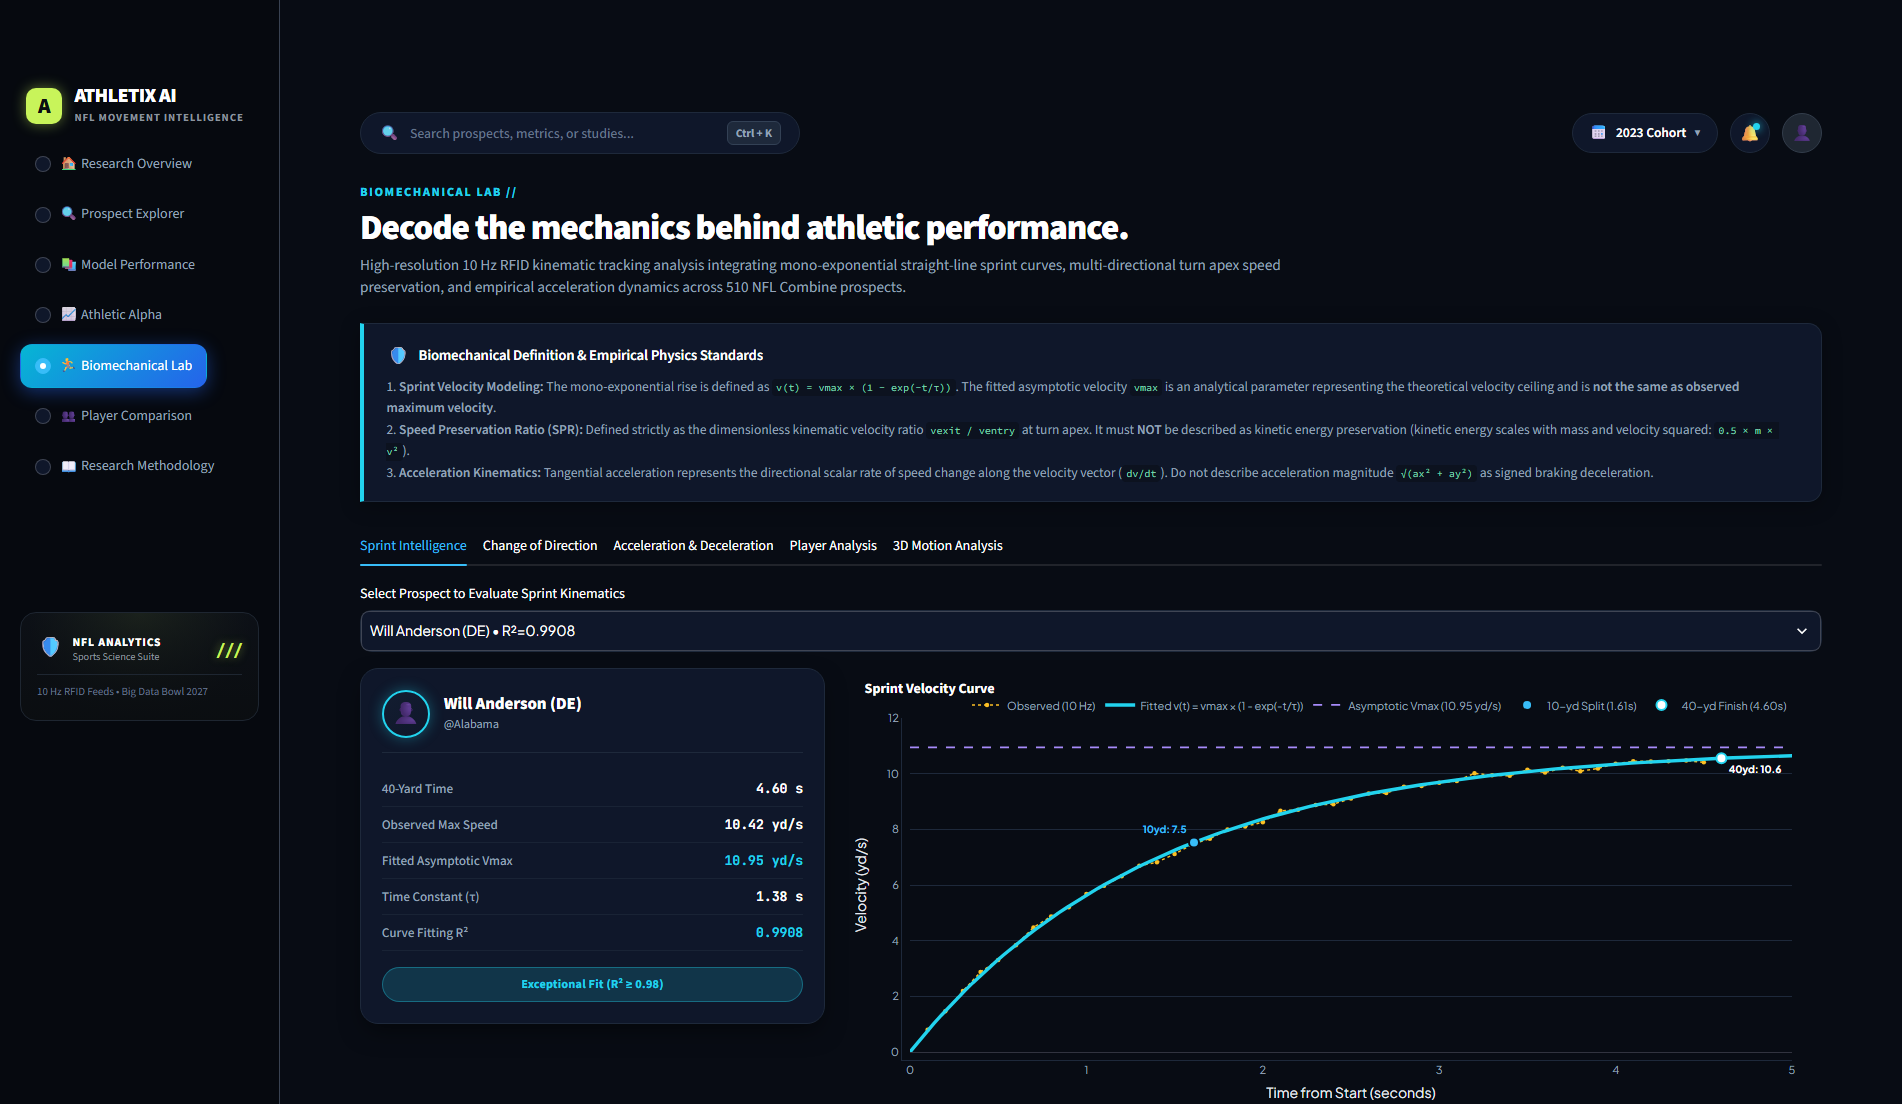 A
ATHLETIX AI
NFL MOVEMENT INTELLIGENCE
Research Overview
Prospect Explorer
Model Performance
Athletic Alpha
Biomechanical Lab
Player Comparison
Research Methodology
NFL ANALYTICS
Sports Science Suite
///
10 Hz RFID Feeds • Big Data Bowl 2027
Search prospects, metrics, or studies...
Ctrl + K
2023 Cohort ▾
BIOMECHANICAL LAB //
Decode the mechanics behind athletic performance.
High-resolution 10 Hz RFID kinematic tracking analysis integrating mono-exponential straight-line sprint curves, multi-directional turn apex speed
preservation, and empirical acceleration dynamics across 510 NFL Combine prospects.
Biomechanical Definition & Empirical Physics Standards
1. Sprint Velocity Modeling: The mono-exponential rise is defined as v(t) = vmax × (1 − exp(−t/τ)) . The fitted asymptotic velocity vmax is an analytical parameter representing the theoretical velocity ceiling and is not the same as observed
maximum velocity.
2. Speed Preservation Ratio (SPR): Defined strictly as the dimensionless kinematic velocity ratio vexit / ventry at turn apex. It must NOT be described as kinetic energy preservation (kinetic energy scales with mass and velocity squared: 0.5 × m ×
v² ).
3. Acceleration Kinematics: Tangential acceleration represents the directional scalar rate of speed change along the velocity vector ( dv/dt ). Do not describe acceleration magnitude √(ax² + ay²) as signed braking deceleration.
Sprint Intelligence
Change of Direction
Acceleration & Deceleration
Player Analysis
3D Motion Analysis
Select Prospect to Evaluate Sprint Kinematics
Will Anderson (DE) • R²=0.9908
Will Anderson (DE)
@Alabama
40-Yard Time 4.60 s
Observed Max Speed 10.42 yd/s
Fitted Asymptotic Vmax 10.95 yd/s
Time Constant (τ) 1.38 s
Curve Fitting R² 0.9908
Exceptional Fit (R² ≥ 0.98)
Sprint Velocity Curve
Observed (10 Hz)
Fitted v(t) = vmax × (1 - exp(-t/τ))
Asymptotic Vmax (10.95 yd/s)
10-yd Split (1.61s)
40-yd Finish (4.60s)
12
10
8
6
4
2
0
Velocity (yd/s)
10yd: 7.5
40yd: 10.6
0
1
2
3
4
5
Time from Start (seconds)